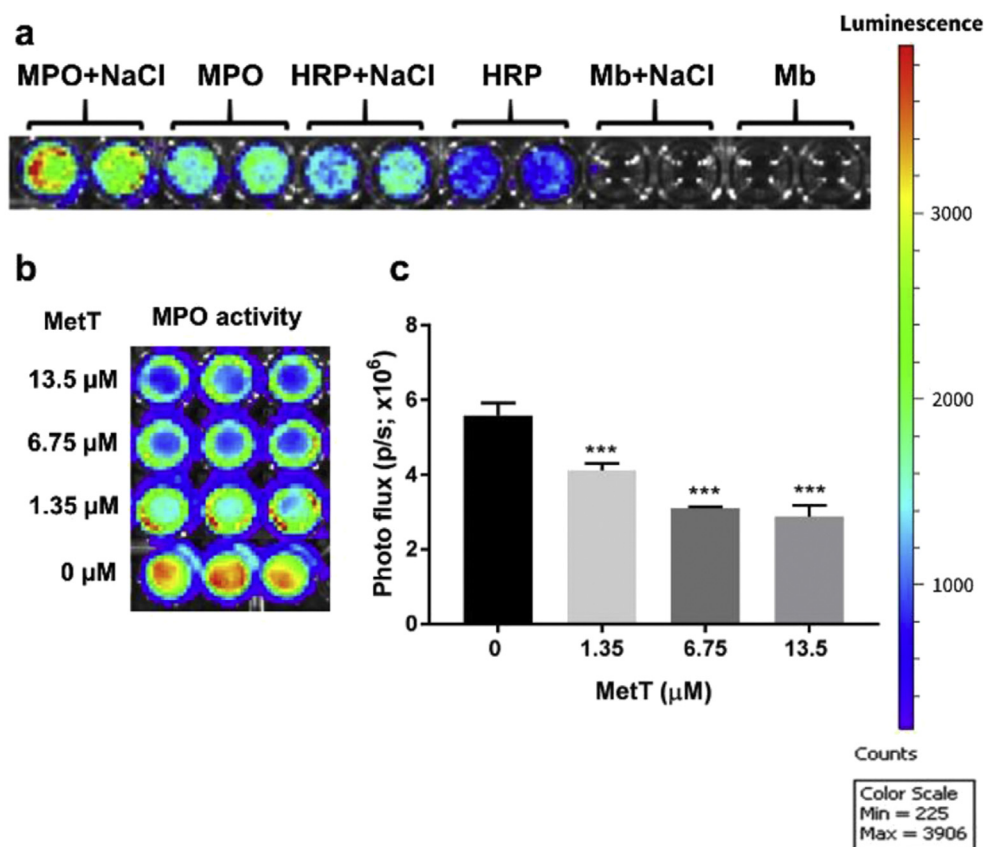 a
Luminescence
MPO+NaCl MPO HRP+NaCl HRP Mb+NaCl Mb
3000
2000
1000
Counts
Color Scale
Min = 225
Max = 3906
b
MetT MPO activity
13.5 µM
6.75 µM
1.35 µM
0 µM
c
Photo flux (p/s; x10⁶)
8
6
4
2
0
***
***
***
0 1.35 6.75 13.5
MetT (µM)